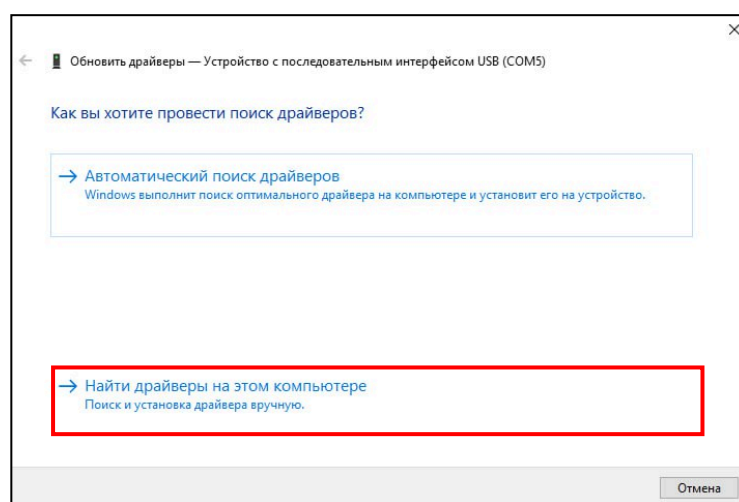 Обновить драйверы — Устройство с последовательным интерфейсом USB (COM5)
Как вы хотите провести поиск драйверов?
Автоматический поиск драйверов
Windows выполнит поиск оптимального драйвера на компьютере и установит его на устройство.
Найти драйверы на этом компьютере
Поиск и установка драйвера вручную.
Отмена